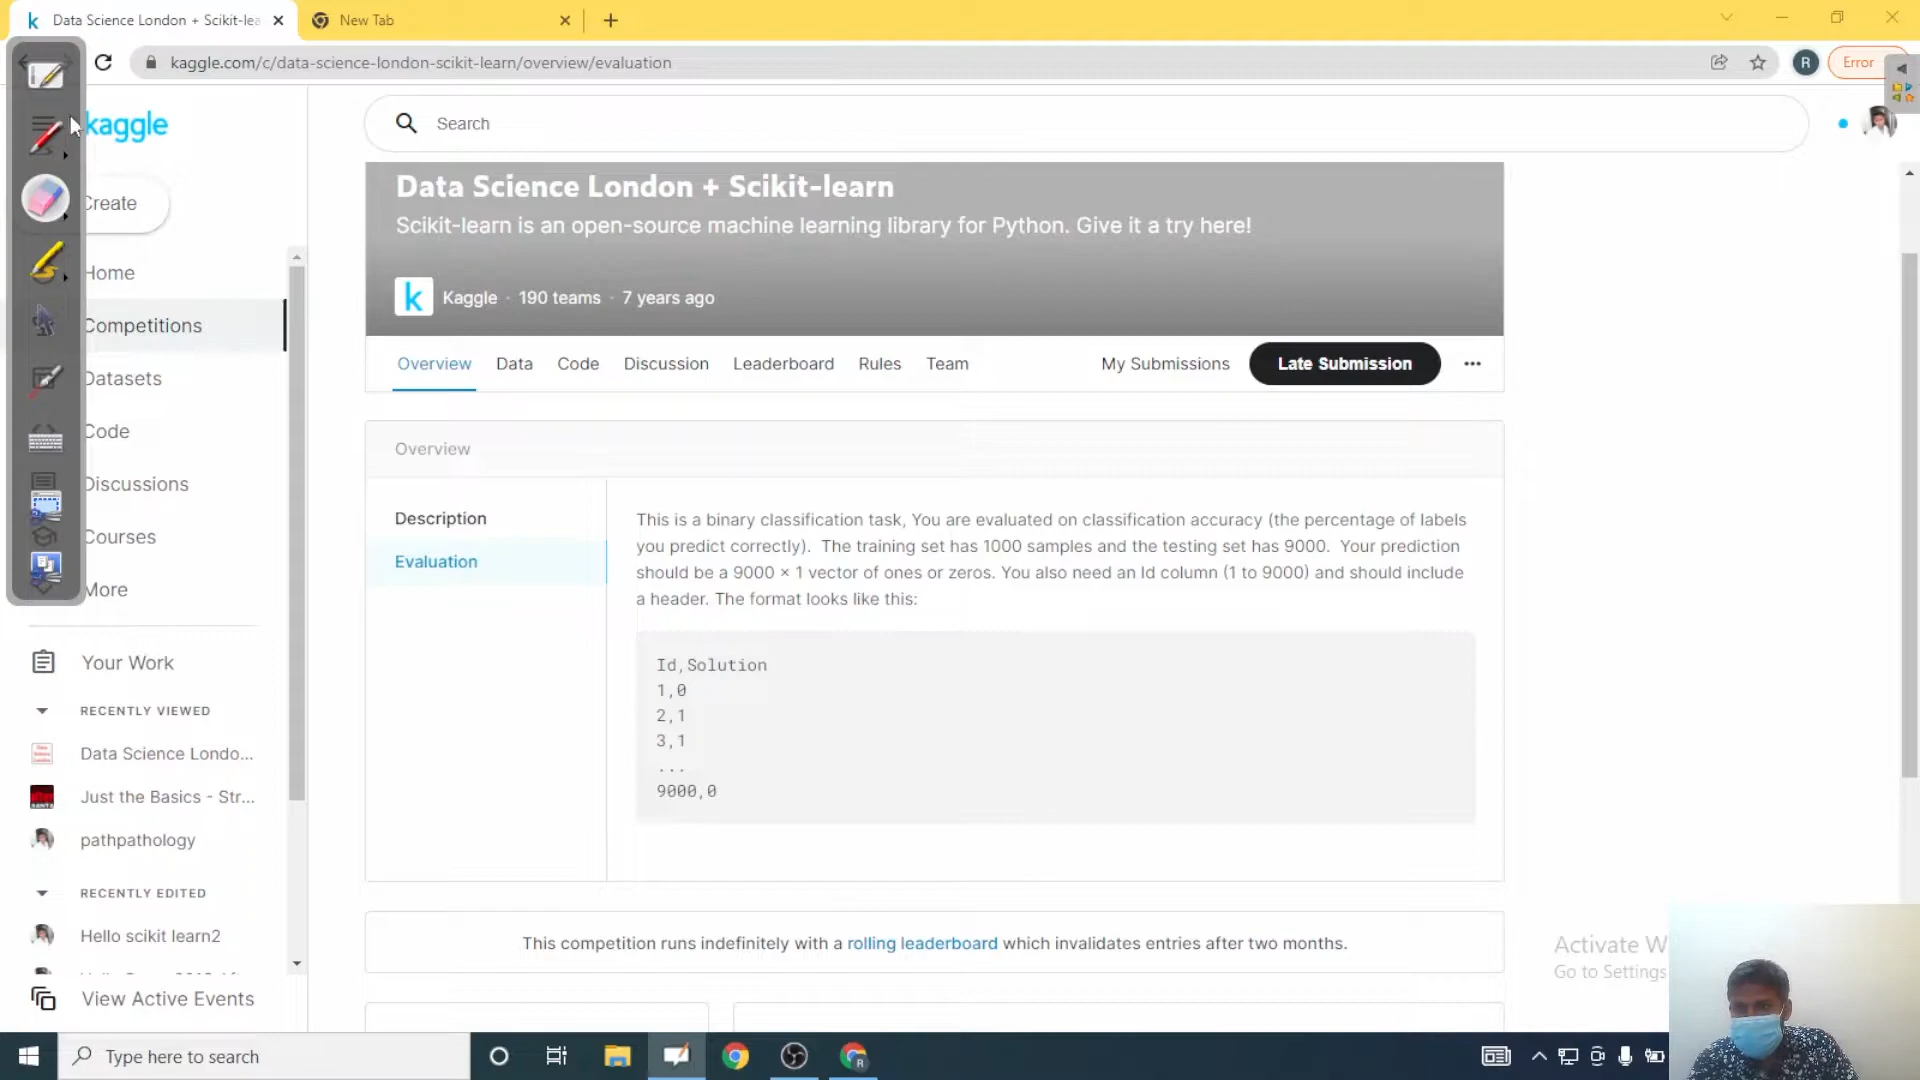 Data Science London + Scikit-lea
New Tab
kaggle.com/c/data-science-london-scikit-learn/overview/evaluation
R
Error
kaggle
Search
Create
Home
Competitions
Datasets
Code
Discussions
Courses
More
Your Work
RECENTLY VIEWED
Data Science Londo...
Just the Basics - Str...
pathpathology
RECENTLY EDITED
Hello scikit learn2
View Active Events
Data Science London + Scikit-learn
Scikit-learn is an open-source machine learning library for Python. Give it a try here!
k
Kaggle · 190 teams · 7 years ago
Overview
Data
Code
Discussion
Leaderboard
Rules
Team
My Submissions
Late Submission
Overview
Description
Evaluation
This is a binary classification task, You are evaluated on classification accuracy (the percentage of labels
you predict correctly). The training set has 1000 samples and the testing set has 9000. Your prediction
should be a 9000 × 1 vector of ones or zeros. You also need an Id column (1 to 9000) and should include
a header. The format looks like this:
Id,Solution
1,0
2,1
3,1
...
9000,0
This competition runs indefinitely with a rolling leaderboard which invalidates entries after two months.
Activate W
Go to Settings
Type here to search